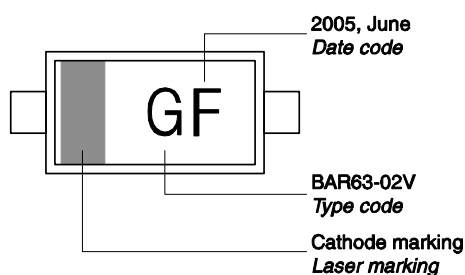 2005, June
Date code
GF
BAR63-02V
Type code
Cathode marking
Laser marking